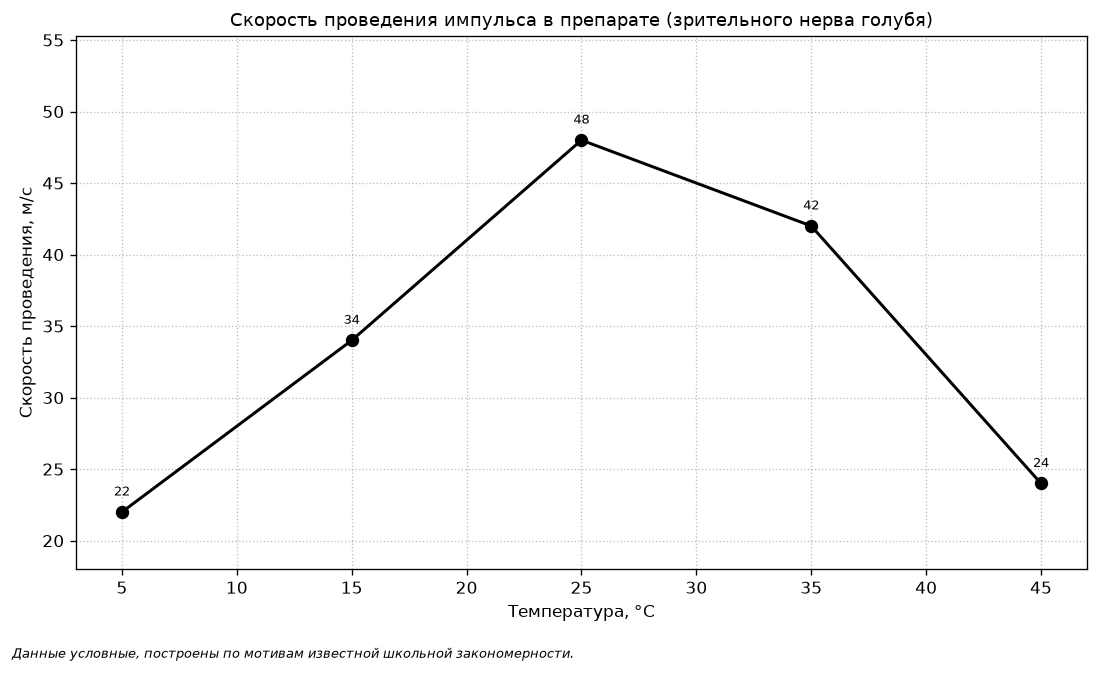 Скорость проведения импульса в препарате (зрительного нерва голубя)
Скорость проведения, м/с
55
50
45
40
35
30
25
20
22
34
48
42
24
5 10 15 20 25 30 35 40 45
Температура, °C
Данные условные, построены по мотивам известной школьной закономерности.